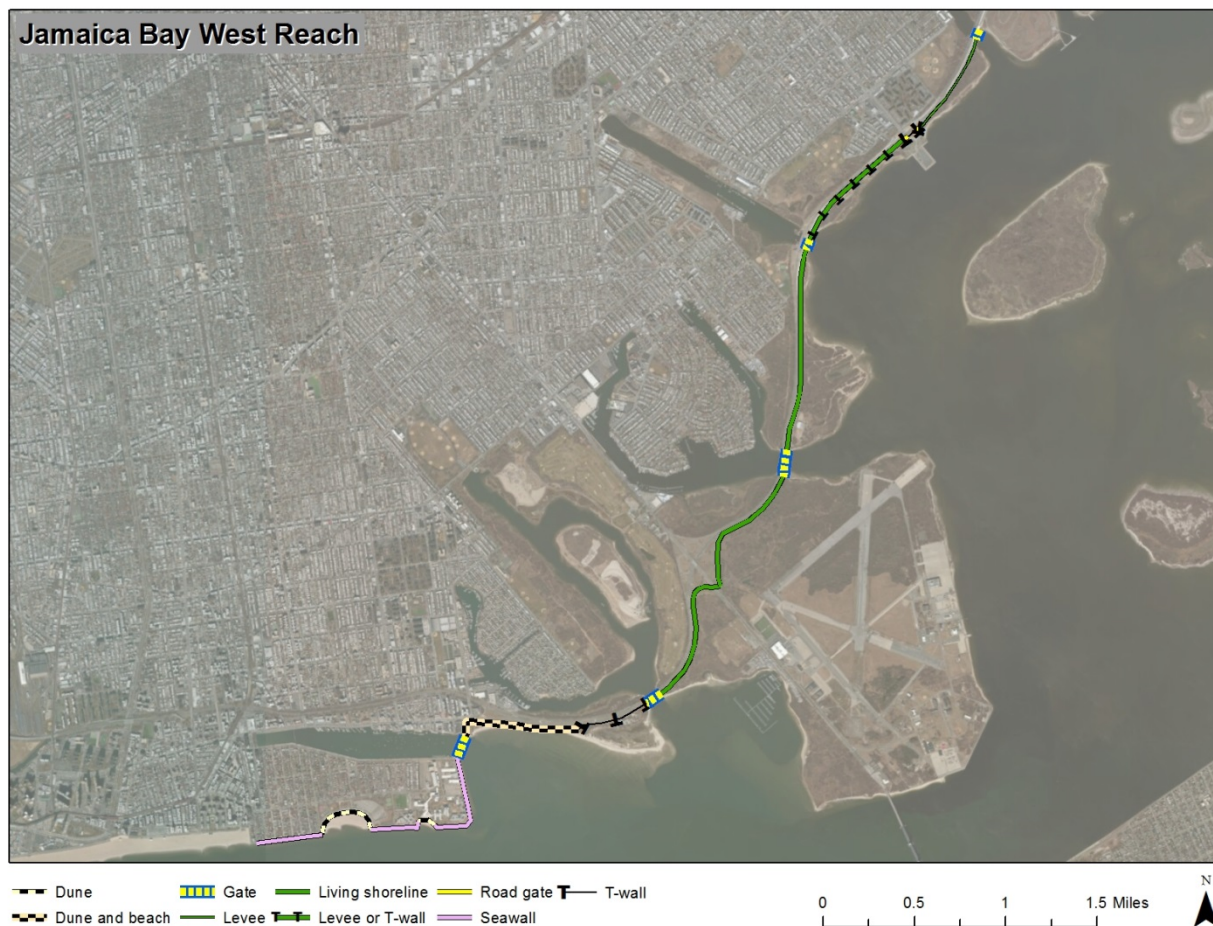 Jamaica Bay West Reach
Dune Gate Living shoreline Road gate T-wall
Dune and beach Levee Levee or T-wall Seawall
0 0.5 1 1.5 Miles
N